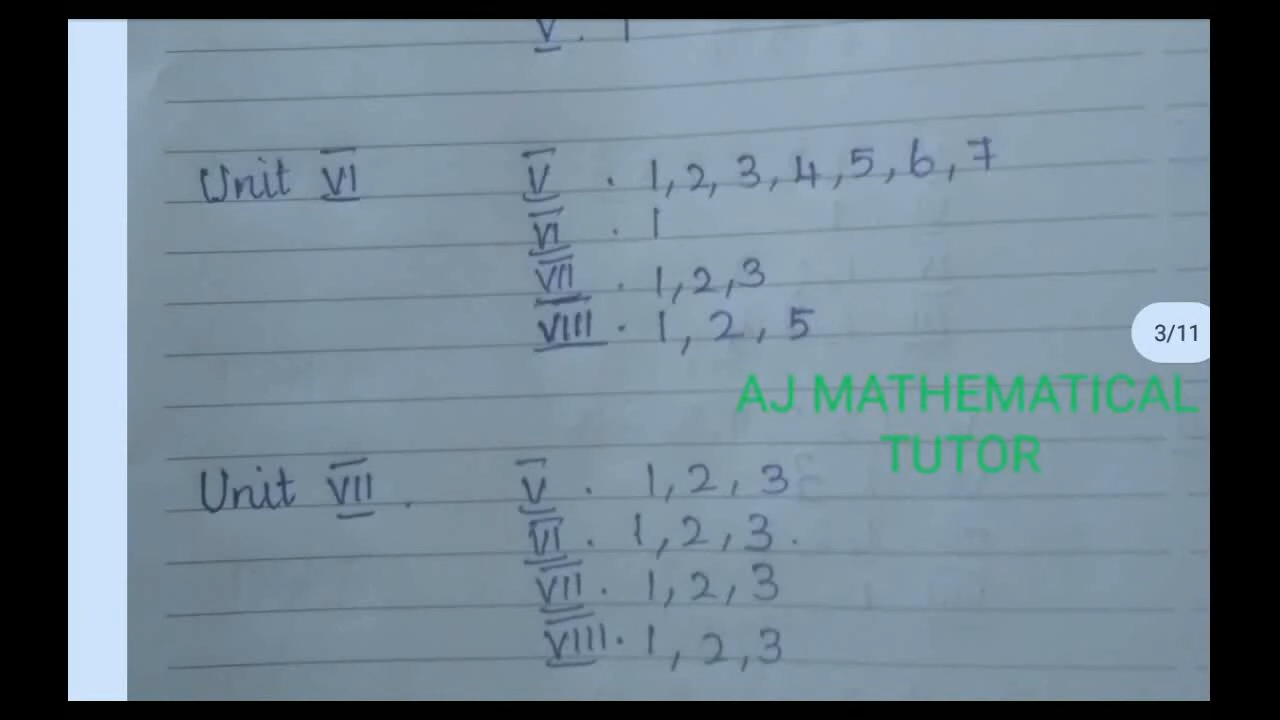 V . 1
Unit VI V . 1, 2, 3, 4, 5, 6, 7
VI . 1
VII . 1, 2, 3
VIII . 1, 2, 5
3/11
AJ MATHEMATICAL
TUTOR
Unit VII . V . 1, 2, 3
VI . 1, 2, 3 .
VII . 1, 2, 3
VIII . 1, 2, 3